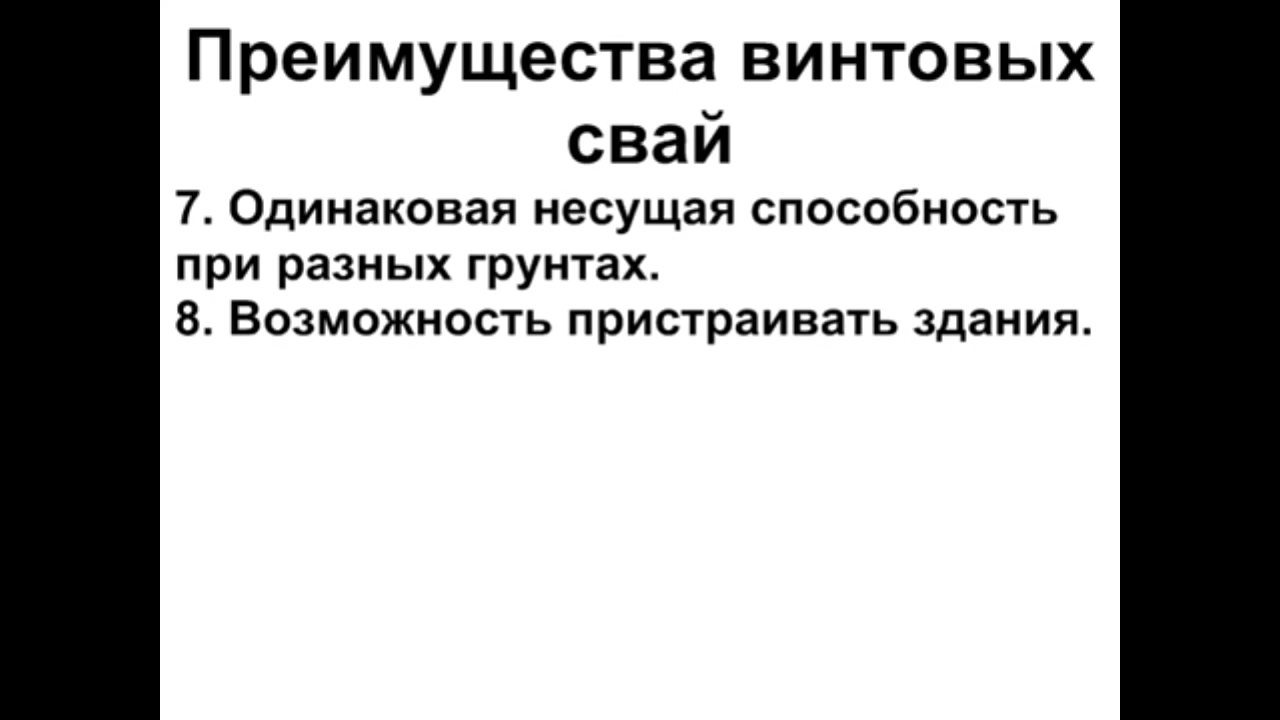 Преимущества винтовых
свай
7. Одинаковая несущая способность
при разных грунтах.
8. Возможность пристраивать здания.